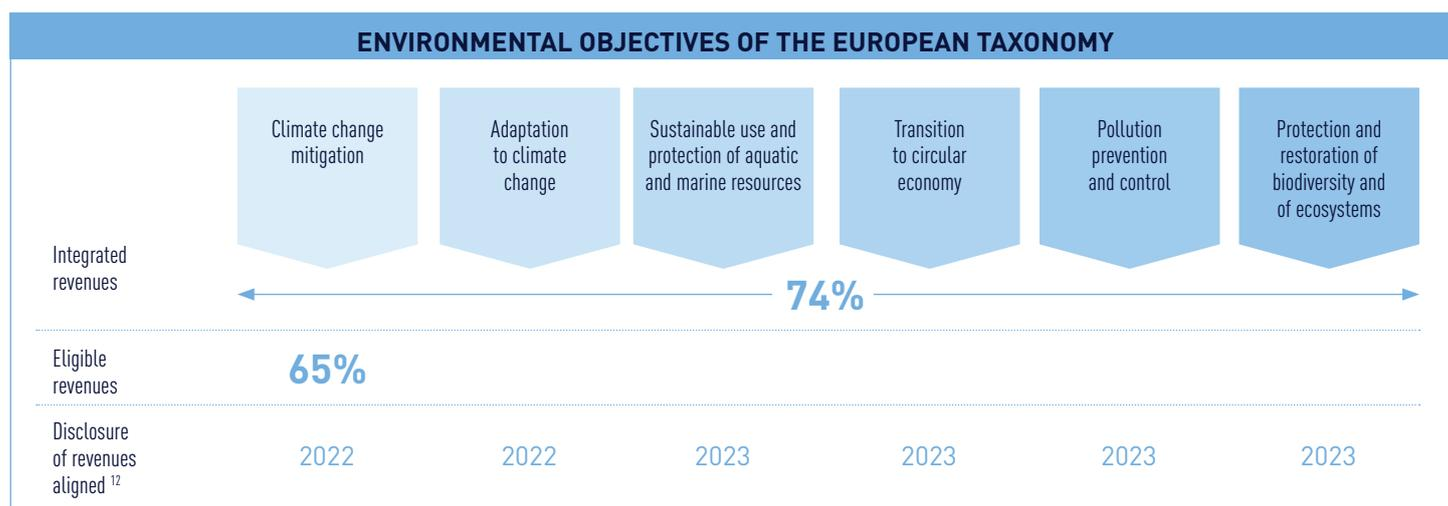 ENVIRONMENTAL OBJECTIVES OF THE EUROPEAN TAXONOMY
Climate change
mitigation
Adaptation
to climate
change
Sustainable use and
protection of aquatic
and marine resources
Transition
to circular
economy
Pollution
prevention
and control
Protection and
restoration of
biodiversity and
of ecosystems
Integrated
revenues
74%
Eligible
revenues
65%
Disclosure
of revenues
aligned 12
2022
2022
2023
2023
2023
2023